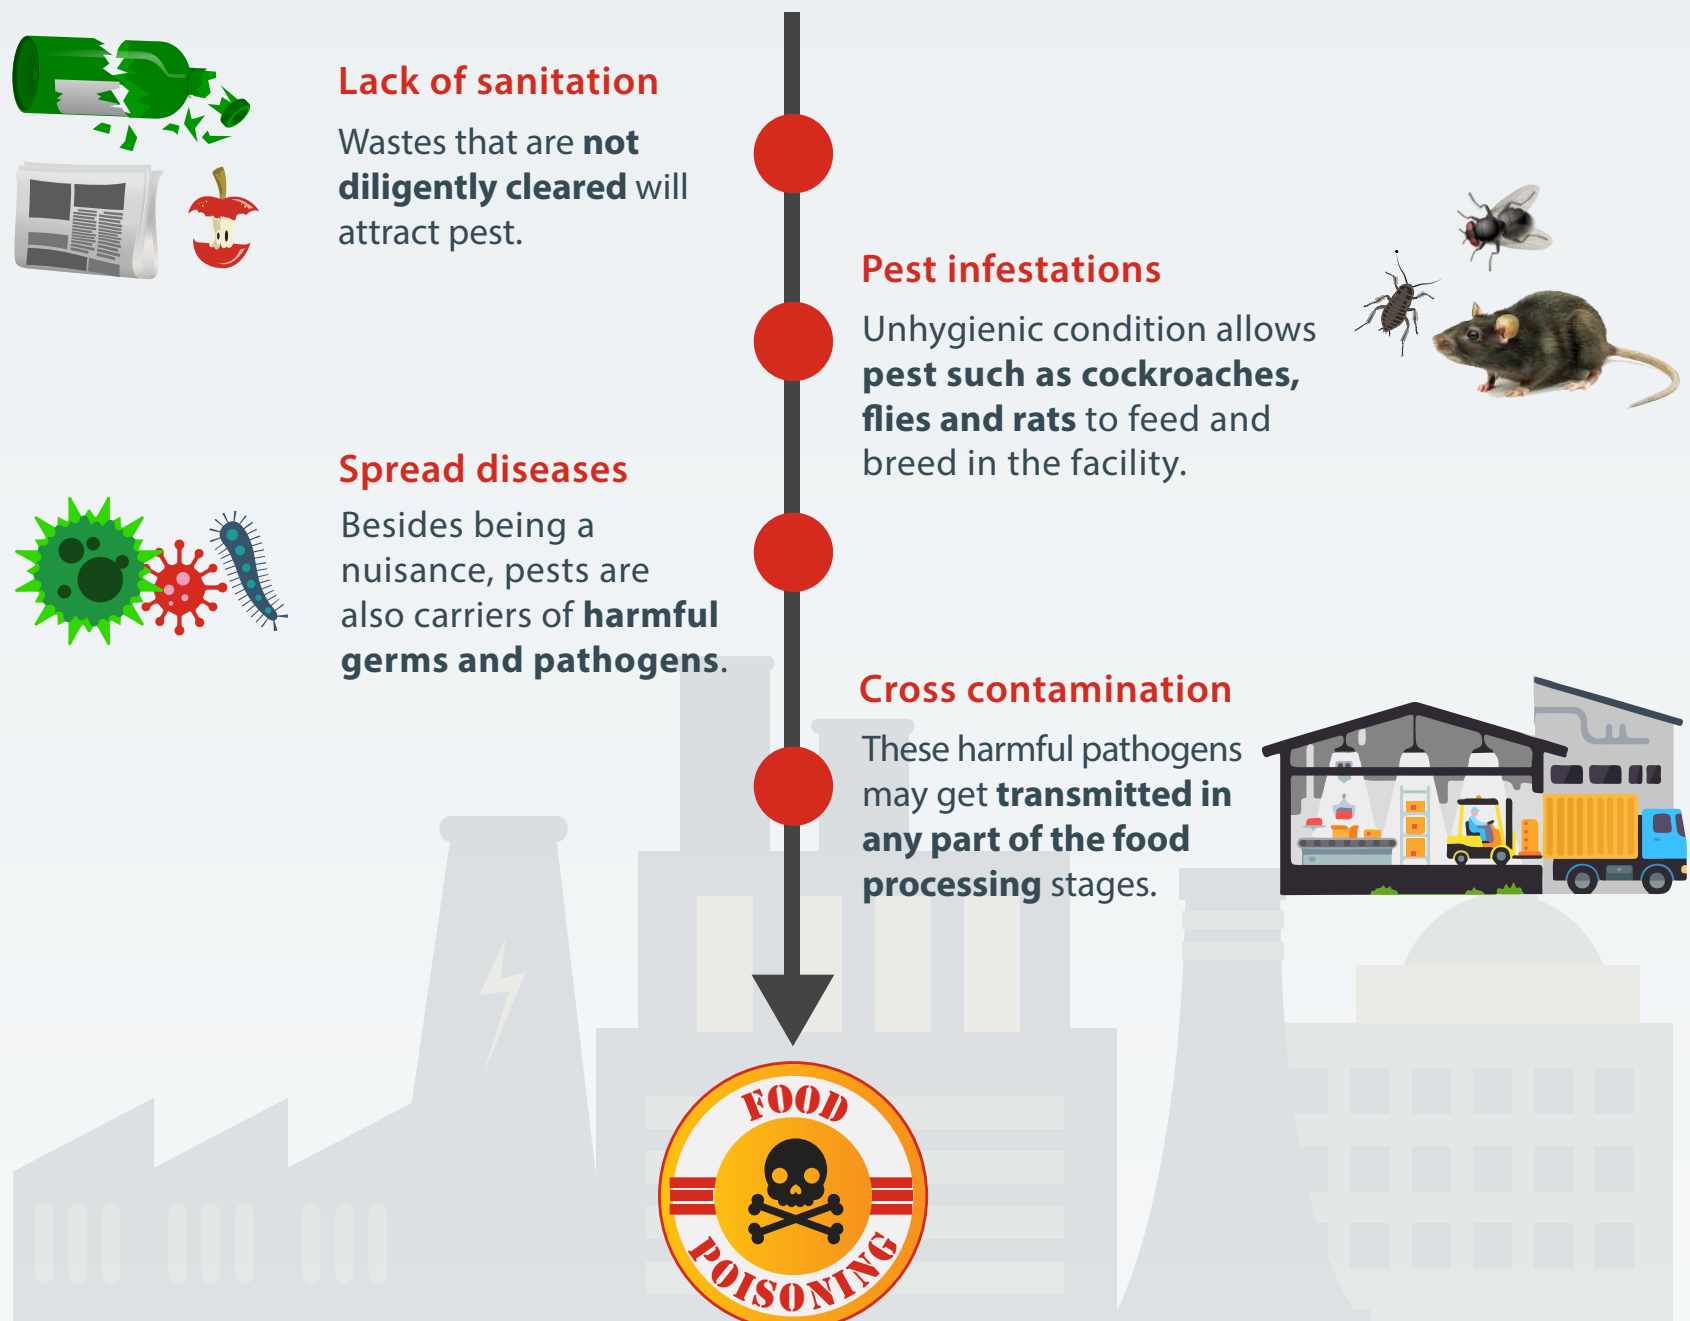 Lack of sanitation
Wastes that are not
diligently cleared will
attract pest.
Pest infestations
Unhygienic condition allows
pest such as cockroaches,
flies and rats to feed and
breed in the facility.
Spread diseases
Besides being a
nuisance, pests are
also carriers of harmful
germs and pathogens.
Cross contamination
These harmful pathogens
may get transmitted in
any part of the food
processing stages.
FOOD
POISONING